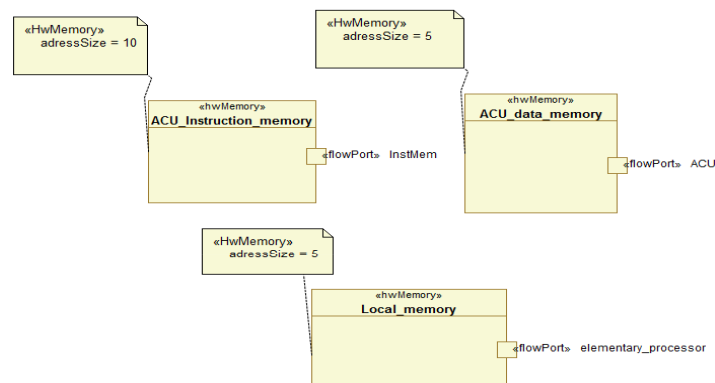 «HwMemory»
adressSize = 10
«HwMemory»
adressSize = 5
«hwMemory»
ACU_Instruction_memory
«flowPort» InstMem
«hwMemory»
ACU_data_memory
«flowPort» ACU
«HwMemory»
adressSize = 5
«hwMemory»
Local_memory
«flowPort» elementary_processor